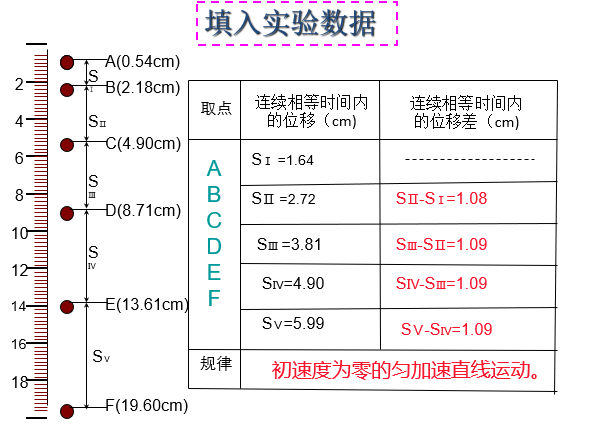 填入实验数据
2
4
6
8
10
12
14
16
18
A(0.54cm)
SⅠ
B(2.18cm)
SⅡ
C(4.90cm)
SⅢ
D(8.71cm)
SⅣ
E(13.61cm)
SⅤ
F(19.60cm)
取点 连续相等时间内的位移（cm) 连续相等时间内的位移差（cm)
A
B
C
D
E
F
SⅠ =1.64 -------------------
SⅡ =2.72 SⅡ-SⅠ=1.08
SⅢ =3.81 SⅢ-SⅡ=1.09
SⅣ=4.90 SⅣ-SⅢ=1.09
SⅤ=5.99 SⅤ-SⅣ=1.09
规律 初速度为零的匀加速直线运动。